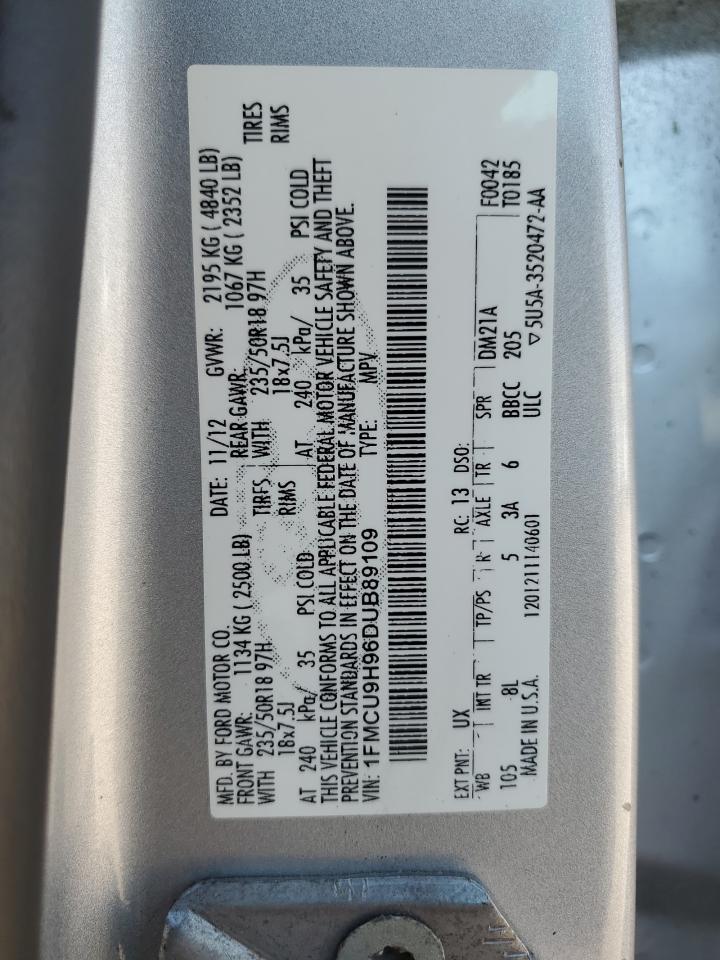 MFD. BY FORD MOTOR CO. DATE: 11/12 GVWR: 2195 KG ( 4840 LB)
FRONT GAWR: 1134 KG ( 2500 LB) REAR GAWR: 1067 KG ( 2352 LB)
WITH 235/50R18 97H TIRES WITH 235/50R18 97H TIRES
18x7.5J RIMS 18x7.5J RIMS
AT 240 kPa/ 35 PSI COLD AT 240 kPa/ 35 PSI COLD
THIS VEHICLE CONFORMS TO ALL APPLICABLE FEDERAL MOTOR VEHICLE SAFETY AND THEFT
PREVENTION STANDARDS IN EFFECT ON THE DATE OF MANUFACTURE SHOWN ABOVE.
VIN: 1FMCU9H96DUB89109 TYPE: MPV
EXT PNT: UX RC: 13 DSO: F0042
WB INT TR TP/PS R AXLE TR SPR DM21A T0185
105 8L 5 3A 6 BBCC 205
MADE IN U.S.A. 1201211140601 ULC ▽5U5A-3520472-AA